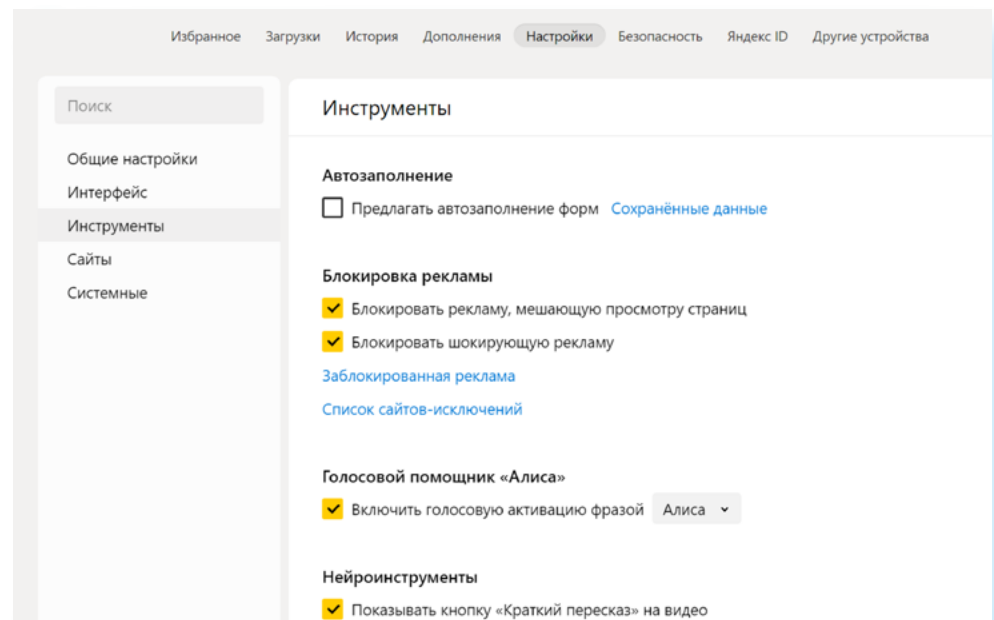 Избранное Загрузки История Дополнения Настройки Безопасность Яндекс ID Другие устройства
Поиск
Общие настройки
Интерфейс
Инструменты
Сайты
Системные
Инструменты
Автозаполнение
Предлагать автозаполнение форм Сохранённые данные
Блокировка рекламы
Блокировать рекламу, мешающую просмотру страниц
Блокировать шокирующую рекламу
Заблокированная реклама
Список сайтов-исключений
Голосовой помощник «Алиса»
Включить голосовую активацию фразой Алиса
Нейроинструменты
Показывать кнопку «Краткий пересказ» на видео